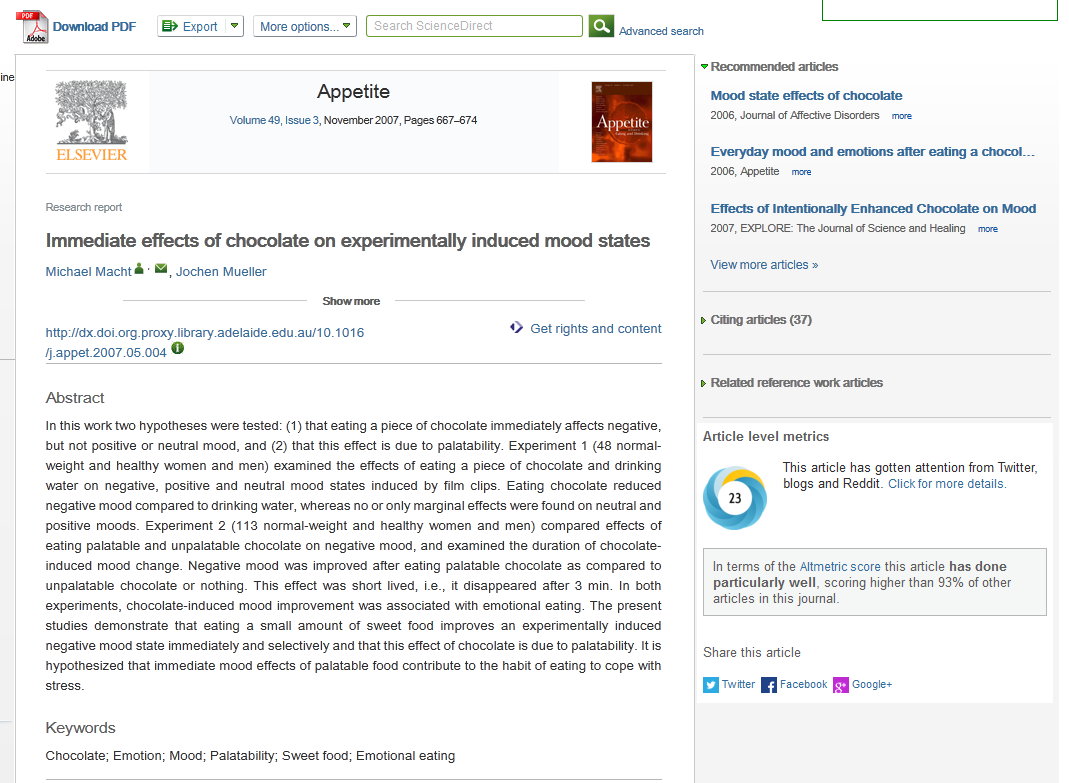 PDF
Adobe
Download PDF
Export
More options...
Search ScienceDirect
Advanced search
ine
ELSEVIER
Appetite
Volume 49, Issue 3, November 2007, Pages 667–674
Appetite
Research report
Immediate effects of chocolate on experimentally induced mood states
Michael Macht , Jochen Mueller
Show more
http://dx.doi.org.proxy.library.adelaide.edu.au/10.1016
/j.appet.2007.05.004
Get rights and content
Abstract
In this work two hypotheses were tested: (1) that eating a piece of chocolate immediately affects negative,
but not positive or neutral mood, and (2) that this effect is due to palatability. Experiment 1 (48 normal-
weight and healthy women and men) examined the effects of eating a piece of chocolate and drinking
water on negative, positive and neutral mood states induced by film clips. Eating chocolate reduced
negative mood compared to drinking water, whereas no or only marginal effects were found on neutral and
positive moods. Experiment 2 (113 normal-weight and healthy women and men) compared effects of
eating palatable and unpalatable chocolate on negative mood, and examined the duration of chocolate-
induced mood change. Negative mood was improved after eating palatable chocolate as compared to
unpalatable chocolate or nothing. This effect was short lived, i.e., it disappeared after 3 min. In both
experiments, chocolate-induced mood improvement was associated with emotional eating. The present
studies demonstrate that eating a small amount of sweet food improves an experimentally induced
negative mood state immediately and selectively and that this effect of chocolate is due to palatability. It is
hypothesized that immediate mood effects of palatable food contribute to the habit of eating to cope with
stress.
Keywords
Chocolate; Emotion; Mood; Palatability; Sweet food; Emotional eating
Recommended articles
Mood state effects of chocolate
2006, Journal of Affective Disorders more
Everyday mood and emotions after eating a chocol...
2006, Appetite more
Effects of Intentionally Enhanced Chocolate on Mood
2007, EXPLORE: The Journal of Science and Healing more
View more articles »
Citing articles (37)
Related reference work articles
Article level metrics
23
This article has gotten attention from Twitter,
blogs and Reddit. Click for more details.
In terms of the Altmetric score this article has done
particularly well, scoring higher than 93% of other
articles in this journal.
Share this article
Twitter Facebook Google+